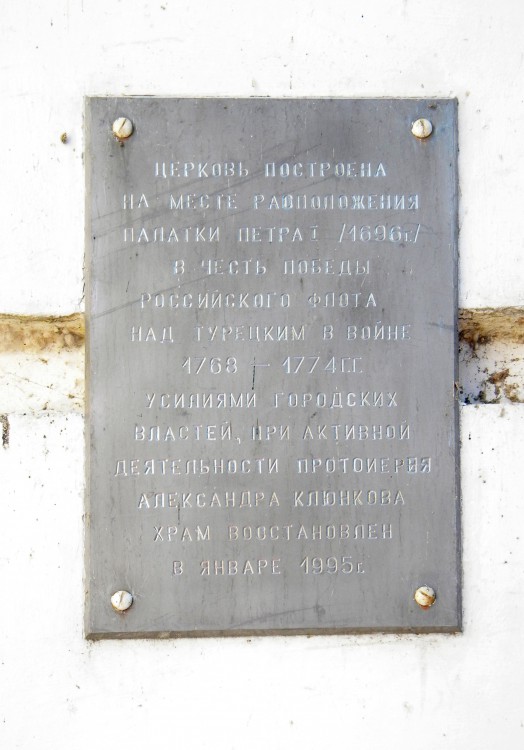 ЦЕРКОВЬ ПОСТРОЕНА
НА МЕСТЕ РАСПОЛОЖЕНИЯ
ПАЛАТКИ ПЕТРА I /1696г./
В ЧЕСТЬ ПОБЕДЫ
РОССИЙСКОГО ФЛОТА
НАД ТУРЕЦКИМ В ВОЙНЕ
1768 – 1774ГГ.
УСИЛИЯМИ ГОРОДСКИХ
ВЛАСТЕЙ, ПРИ АКТИВНОЙ
ДЕЯТЕЛЬНОСТИ ПРОТОИЕРЕЯ
АЛЕКСАНДРА КЛЮНКОВА
ХРАМ ВОССТАНОВЛЕН
В ЯНВАРЕ 1995г.